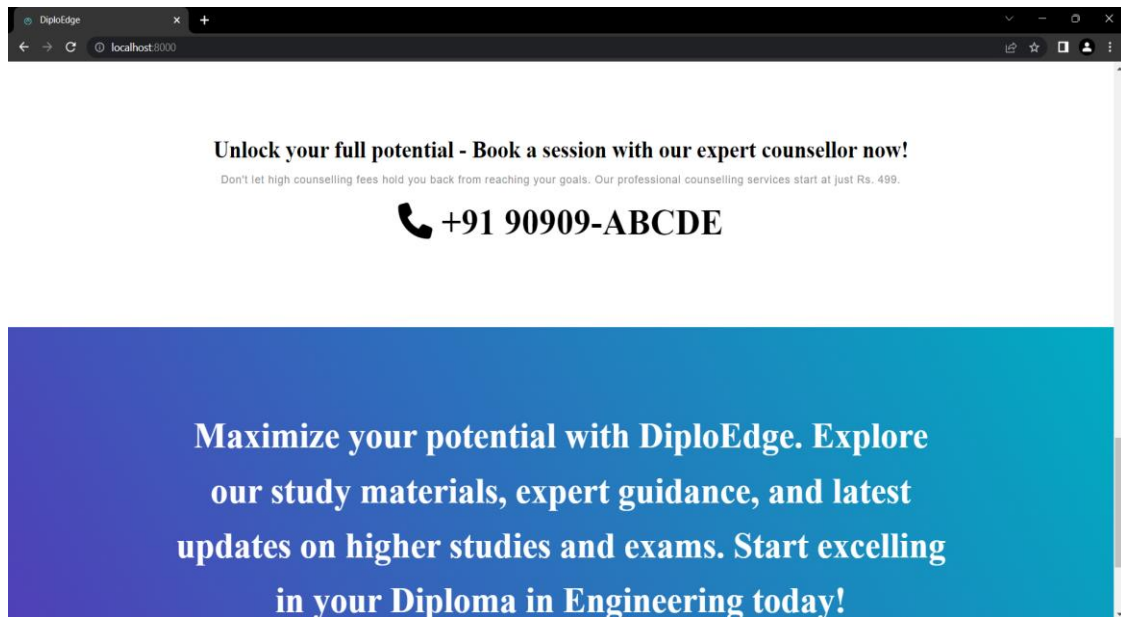 DiploEdge
localhost:8000
Unlock your full potential - Book a session with our expert counsellor now!
Don't let high counselling fees hold you back from reaching your goals. Our professional counselling services start at just Rs. 499.
+91 90909-ABCDE
Maximize your potential with DiploEdge. Explore
our study materials, expert guidance, and latest
updates on higher studies and exams. Start excelling
in your Diploma in Engineering today!